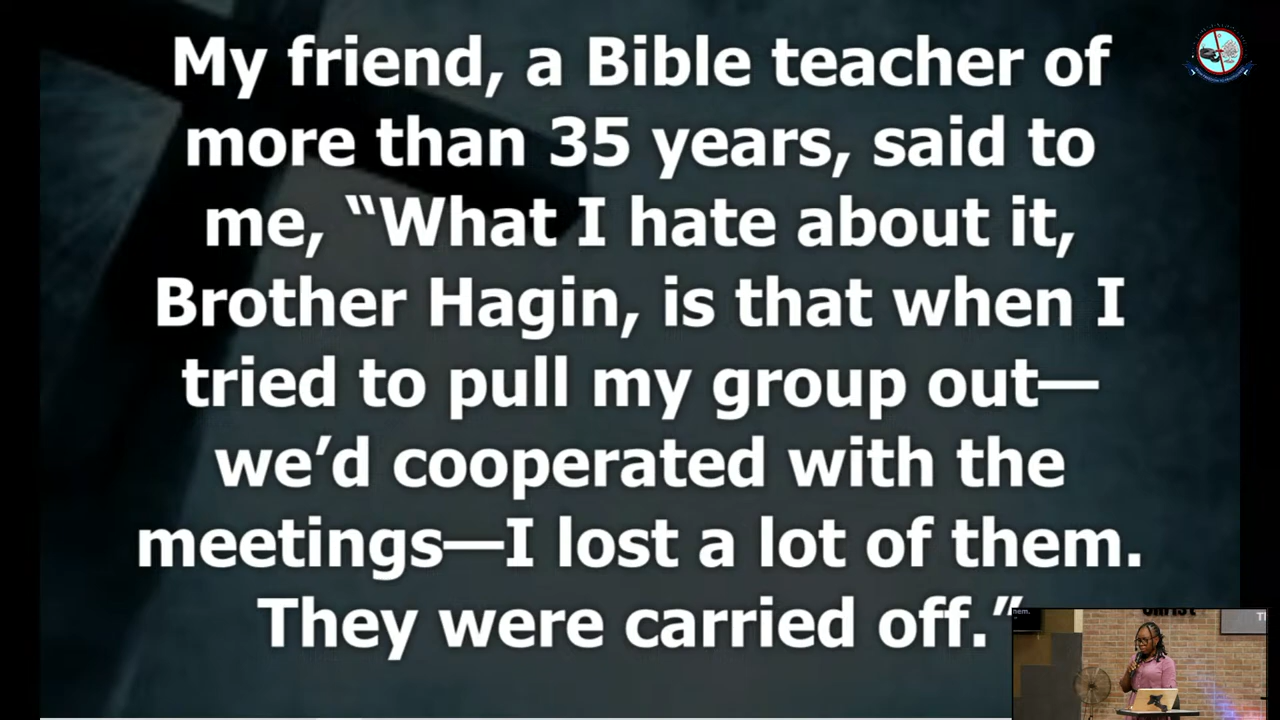 My friend, a Bible teacher of
more than 35 years, said to
me, “What I hate about it,
Brother Hagin, is that when I
tried to pull my group out—
we’d cooperated with the
meetings—I lost a lot of them.
They were carried off.”